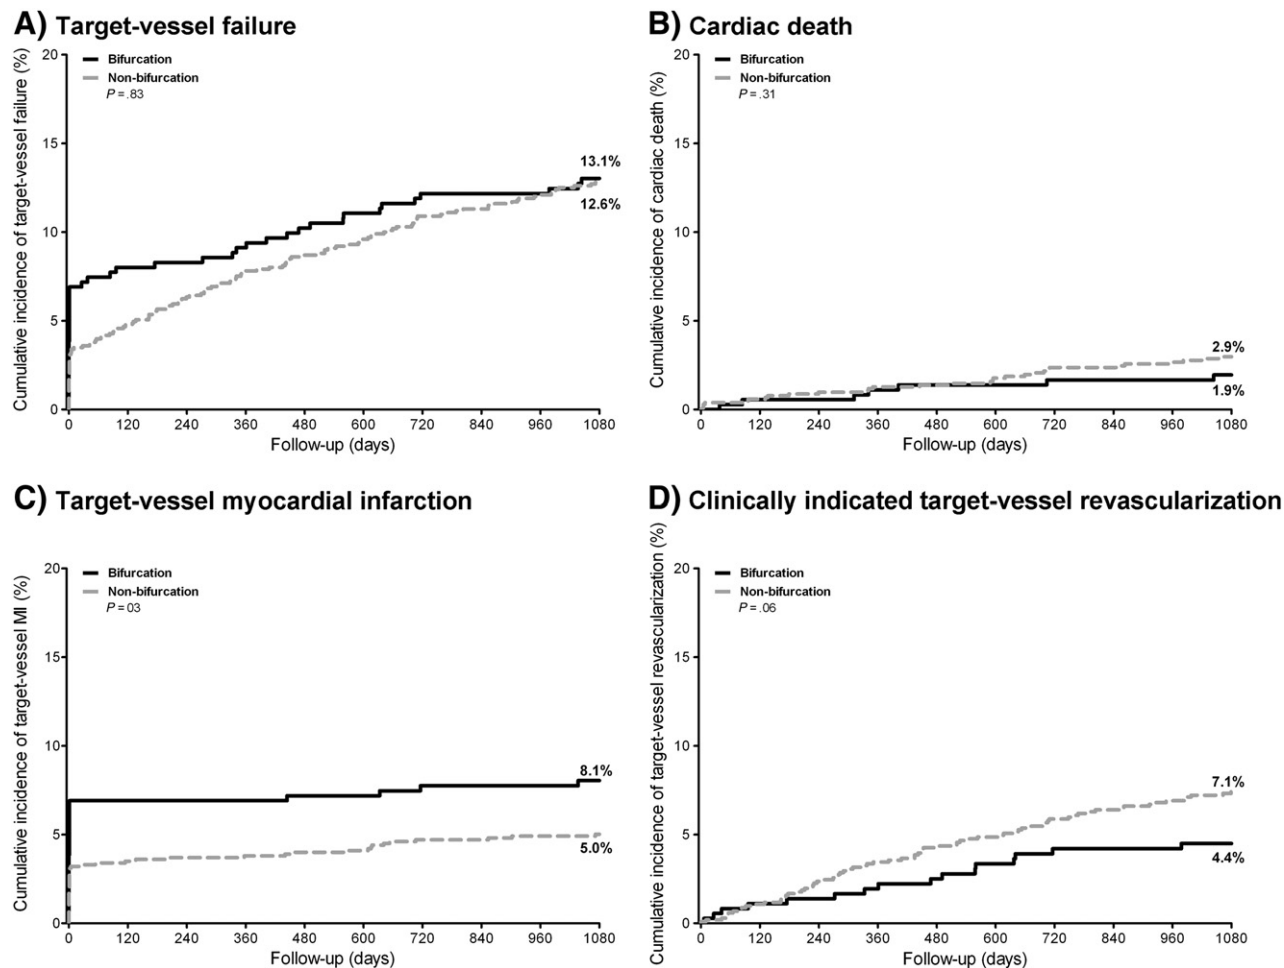 A) Target-vessel failure
Cumulative incidence of target-vessel failure (%)
20
15
10
5
0
Bifurcation
Non-bifurcation
P = .83
13.1%
12.6%
0 120 240 360 480 600 720 840 960 1080
Follow-up (days)
B) Cardiac death
Cumulative incidence of cardiac death (%)
20
15
10
5
0
Bifurcation
Non-bifurcation
P = .31
2.9%
1.9%
0 120 240 360 480 600 720 840 960 1080
Follow-up (days)
C) Target-vessel myocardial infarction
Cumulative incidence of target-vessel MI (%)
20
15
10
5
0
Bifurcation
Non-bifurcation
P = 03
8.1%
5.0%
0 120 240 360 480 600 720 840 960 1080
Follow-up (days)
D) Clinically indicated target-vessel revascularization
Cumulative incidence of target-vessel revascularization (%)
20
15
10
5
0
Bifurcation
Non-bifurcation
P = .06
7.1%
4.4%
0 120 240 360 480 600 720 840 960 1080
Follow-up (days)